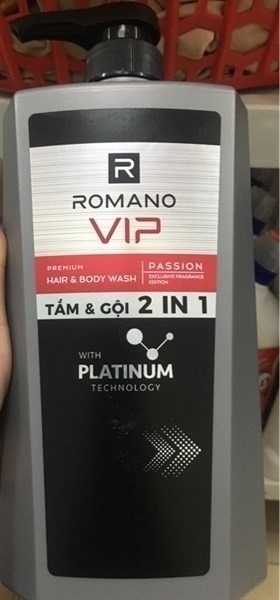 R
ROMANO
VIP
PREMIUM
HAIR & BODY WASH
PASSION
EXCLUSIVE FRAGRANCE
EDITION
TẮM & GỘI 2 IN 1
WITH
PLATINUM
TECHNOLOGY